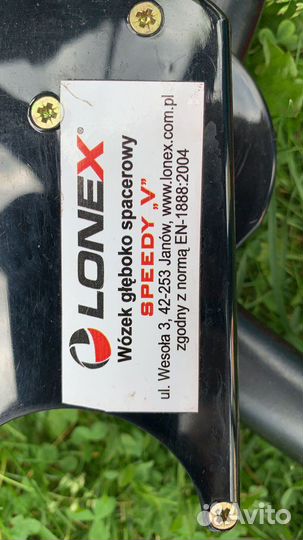 LONEX
Wózek głęboko spacerowy
SPEEDY „V”
ul. Wesoła 3, 42-253 Janów, www.lonex.com.pl
zgodny z normą EN-1888:2004
Avito